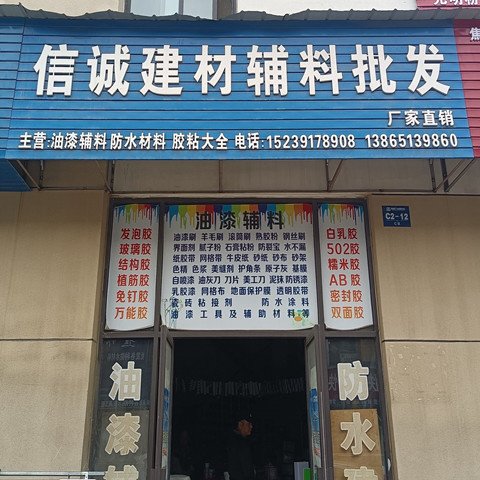 信诚建材辅料批发
厂家直销
主营:油漆辅料 防水材料 胶粘大全 电话:15239178908 13865139860
C2-12
发泡胶
玻璃胶
结构胶
植筋胶
免钉胶
万能胶
油漆辅料
油漆刷 羊毛刷 滚筒刷 熟胶粉 钢丝刷
界面剂 腻子粉 石膏粘粉 防裂宝 水不漏
纸胶带 网格带 牛皮纸 砂纸 砂布 砂架
色精 色浆 美缝剂 护角条 原子灰 基膜
自喷漆 油灰刀 刀片 美工刀 泥抹 防锈漆
乳胶漆 网格布 地面保护膜 透明胶带
瓷砖粘接剂 防水涂料
油漆工具及辅助材料等
白乳胶
502胶
糯米胶
AB胶
密封胶
双面胶
油漆
防水